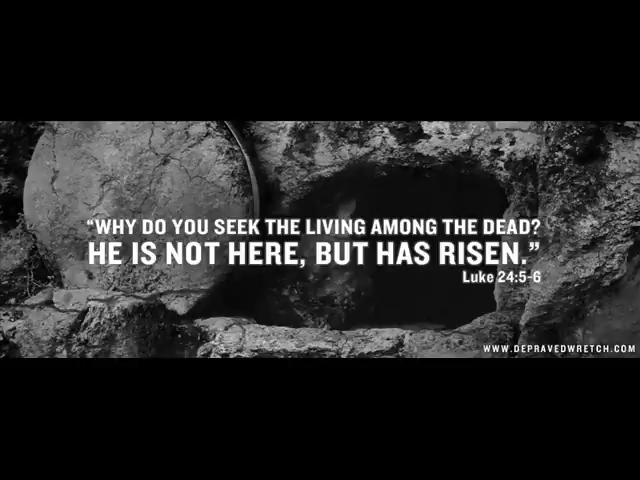 “WHY DO YOU SEEK THE LIVING AMONG THE DEAD?
HE IS NOT HERE, BUT HAS RISEN.”
Luke 24:5-6
WWW.DEPRAVEDWRETCH.COM